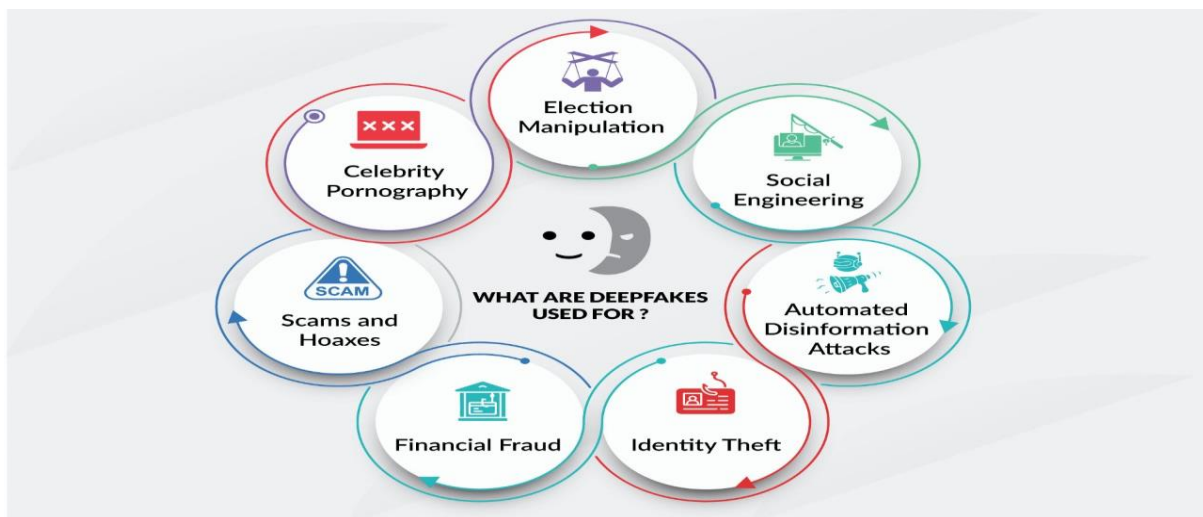 Election
Manipulation
Social
Engineering
Automated
Disinformation
Attacks
Identity Theft
Financial Fraud
SCAM
Scams and
Hoaxes
XXX
Celebrity
Pornography
WHAT ARE DEEPFAKES
USED FOR ?